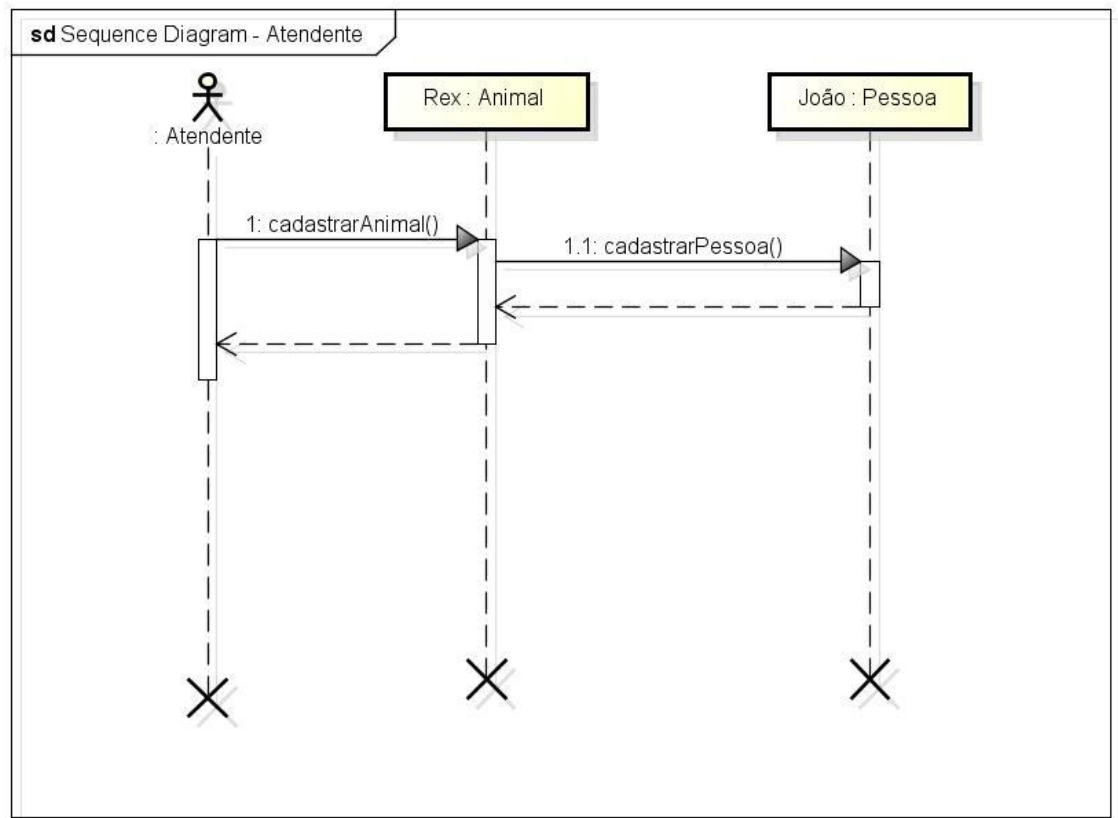 sd Sequence Diagram - Atendente
: Atendente
Rex : Animal
João : Pessoa
1: cadastrarAnimal()
1.1: cadastrarPessoa()